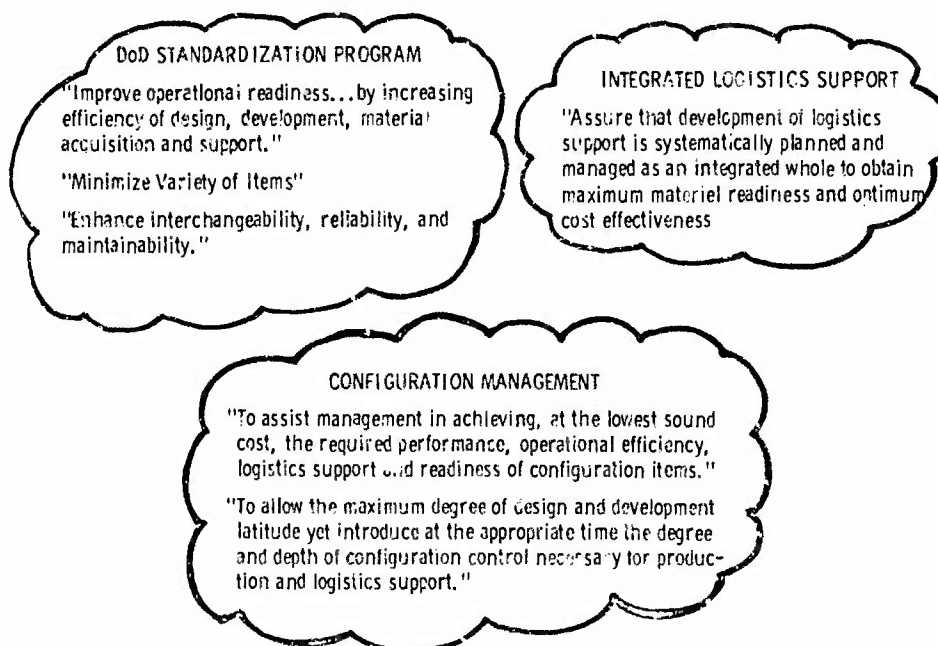 DoD STANDARDIZATION PROGRAM
"Improve operational readiness...by increasing
efficiency of design, development, material
acquisition and support."
"Minimize Variety of Items"
"Enhance interchangeability, reliability, and
maintainability."
INTEGRATED LOGISTICS SUPPORT
"Assure that development of logistics
support is systematically planned and
managed as an integrated whole to obtain
maximum materiel readiness and optimum
cost effectiveness
CONFIGURATION MANAGEMENT
"To assist management in achieving, at the lowest sound
cost, the required performance, operational efficiency,
logistics support and readiness of configuration items."
"To allow the maximum degree of design and development
latitude yet introduce at the appropriate time the degree
and depth of configuration control necessary for produc-
tion and logistics support."